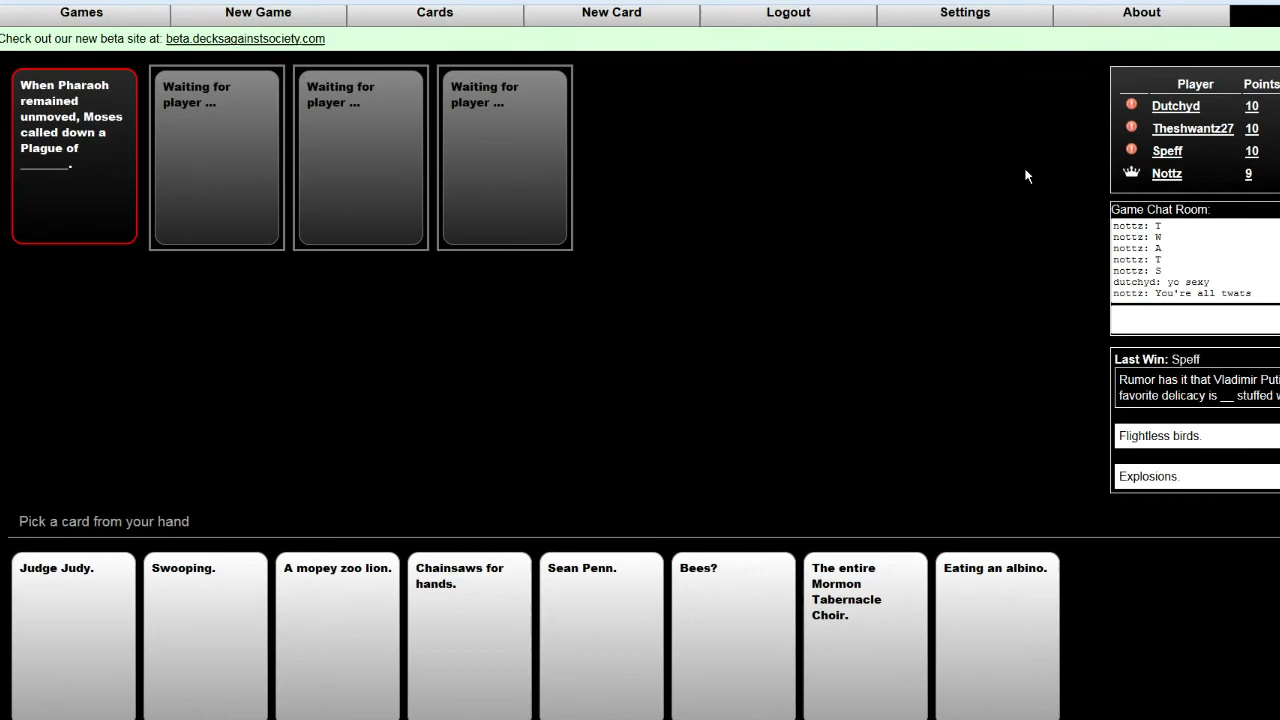 Games
New Game
Cards
New Card
Logout
Settings
About
Check out our new beta site at: beta.decksagainstsociety.com
When Pharaoh
remained
unmoved, Moses
called down a
Plague of
______.
Waiting for
player ...
Waiting for
player ...
Waiting for
player ...
Player Points
Dutchyd 10
Theshwantz27 10
Speff 10
Nottz 9
Game Chat Room:
nottz: T
nottz: W
nottz: A
nottz: T
nottz: S
dutchyd: yo sexy
nottz: You're all twats
Last Win: Speff
Rumor has it that Vladimir Puti
favorite delicacy is __ stuffed w
Flightless birds.
Explosions.
Pick a card from your hand
Judge Judy.
Swooping.
A mopey zoo lion.
Chainsaws for
hands.
Sean Penn.
Bees?
The entire
Mormon
Tabernacle
Choir.
Eating an albino.